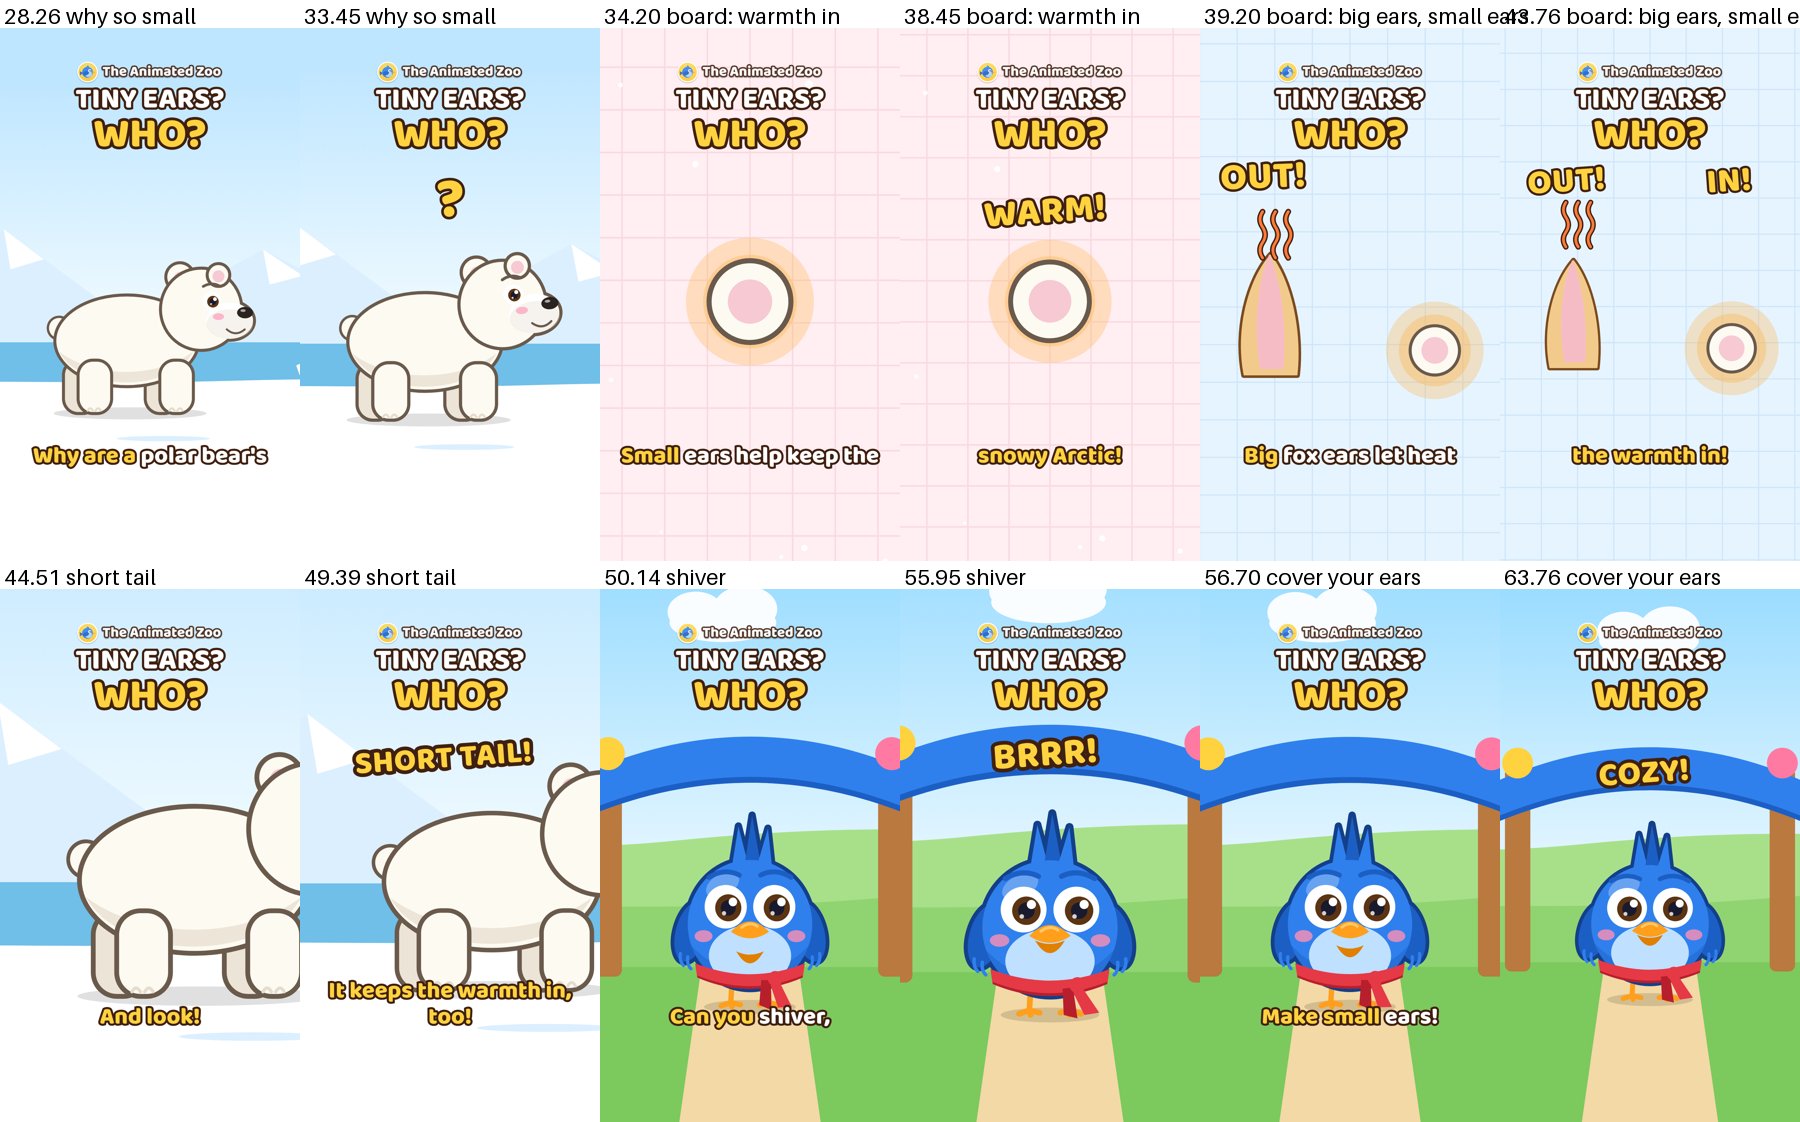 28.26 why so small
The Animated Zoo
TINY EARS?
WHO?
Why are a polar bear's
33.45 why so small
The Animated Zoo
TINY EARS?
WHO?
?
34.20 board: warmth in
The Animated Zoo
TINY EARS?
WHO?
Small ears help keep the
38.45 board: warmth in
The Animated Zoo
TINY EARS?
WHO?
WARM!
snowy Arctic!
39.20 board: big ears, small ears
The Animated Zoo
TINY EARS?
WHO?
OUT!
Big fox ears let heat
43.76 board: big ears, small e
The Animated Zoo
TINY EARS?
WHO?
OUT!
IN!
the warmth in!
44.51 short tail
The Animated Zoo
TINY EARS?
WHO?
And look!
49.39 short tail
The Animated Zoo
TINY EARS?
WHO?
SHORT TAIL!
It keeps the warmth in,
too!
50.14 shiver
The Animated Zoo
TINY EARS?
WHO?
Can you shiver,
55.95 shiver
The Animated Zoo
TINY EARS?
WHO?
BRRR!
56.70 cover your ears
The Animated Zoo
TINY EARS?
WHO?
Make small ears!
63.76 cover your ears
The Animated Zoo
TINY EARS?
WHO?
COZY!